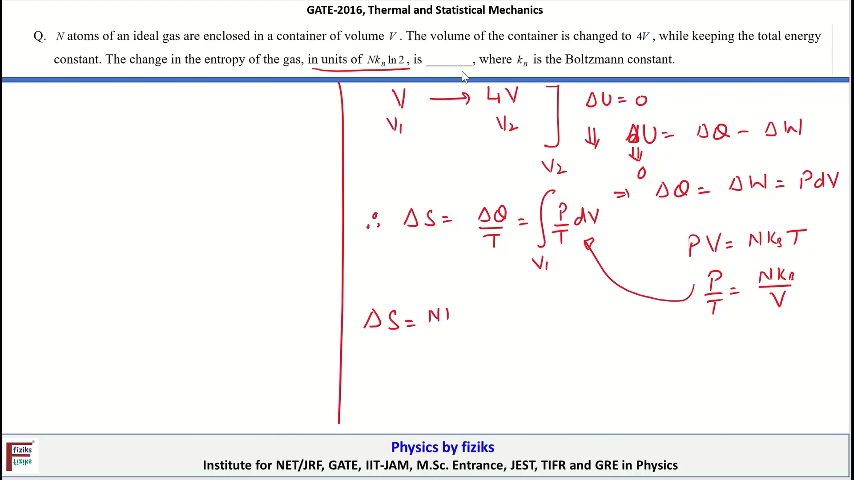 GATE-2016, Thermal and Statistical Mechanics
Q. N atoms of an ideal gas are enclosed in a container of volume V. The volume of the container is changed to 4V, while keeping the total energy
constant. The change in the entropy of the gas, in units of Nk_B ln 2, is ______, where k_B is the Boltzmann constant.
V ⟶ 4V ] ΔU = 0
V₁ V₂
⇓ ΔU = ΔQ − ΔW
⇓
0
⇒ ΔQ = ΔW = PdV
∴ ΔS = ΔQ/T = ∫_{V₁}^{V₂} P/T dV
PV = Nk_B T
P/T = Nk_B/V
ΔS = N
fiziks
Physics by fiziks
Institute for NET/JRF, GATE, IIT-JAM, M.Sc. Entrance, JEST, TIFR and GRE in Physics